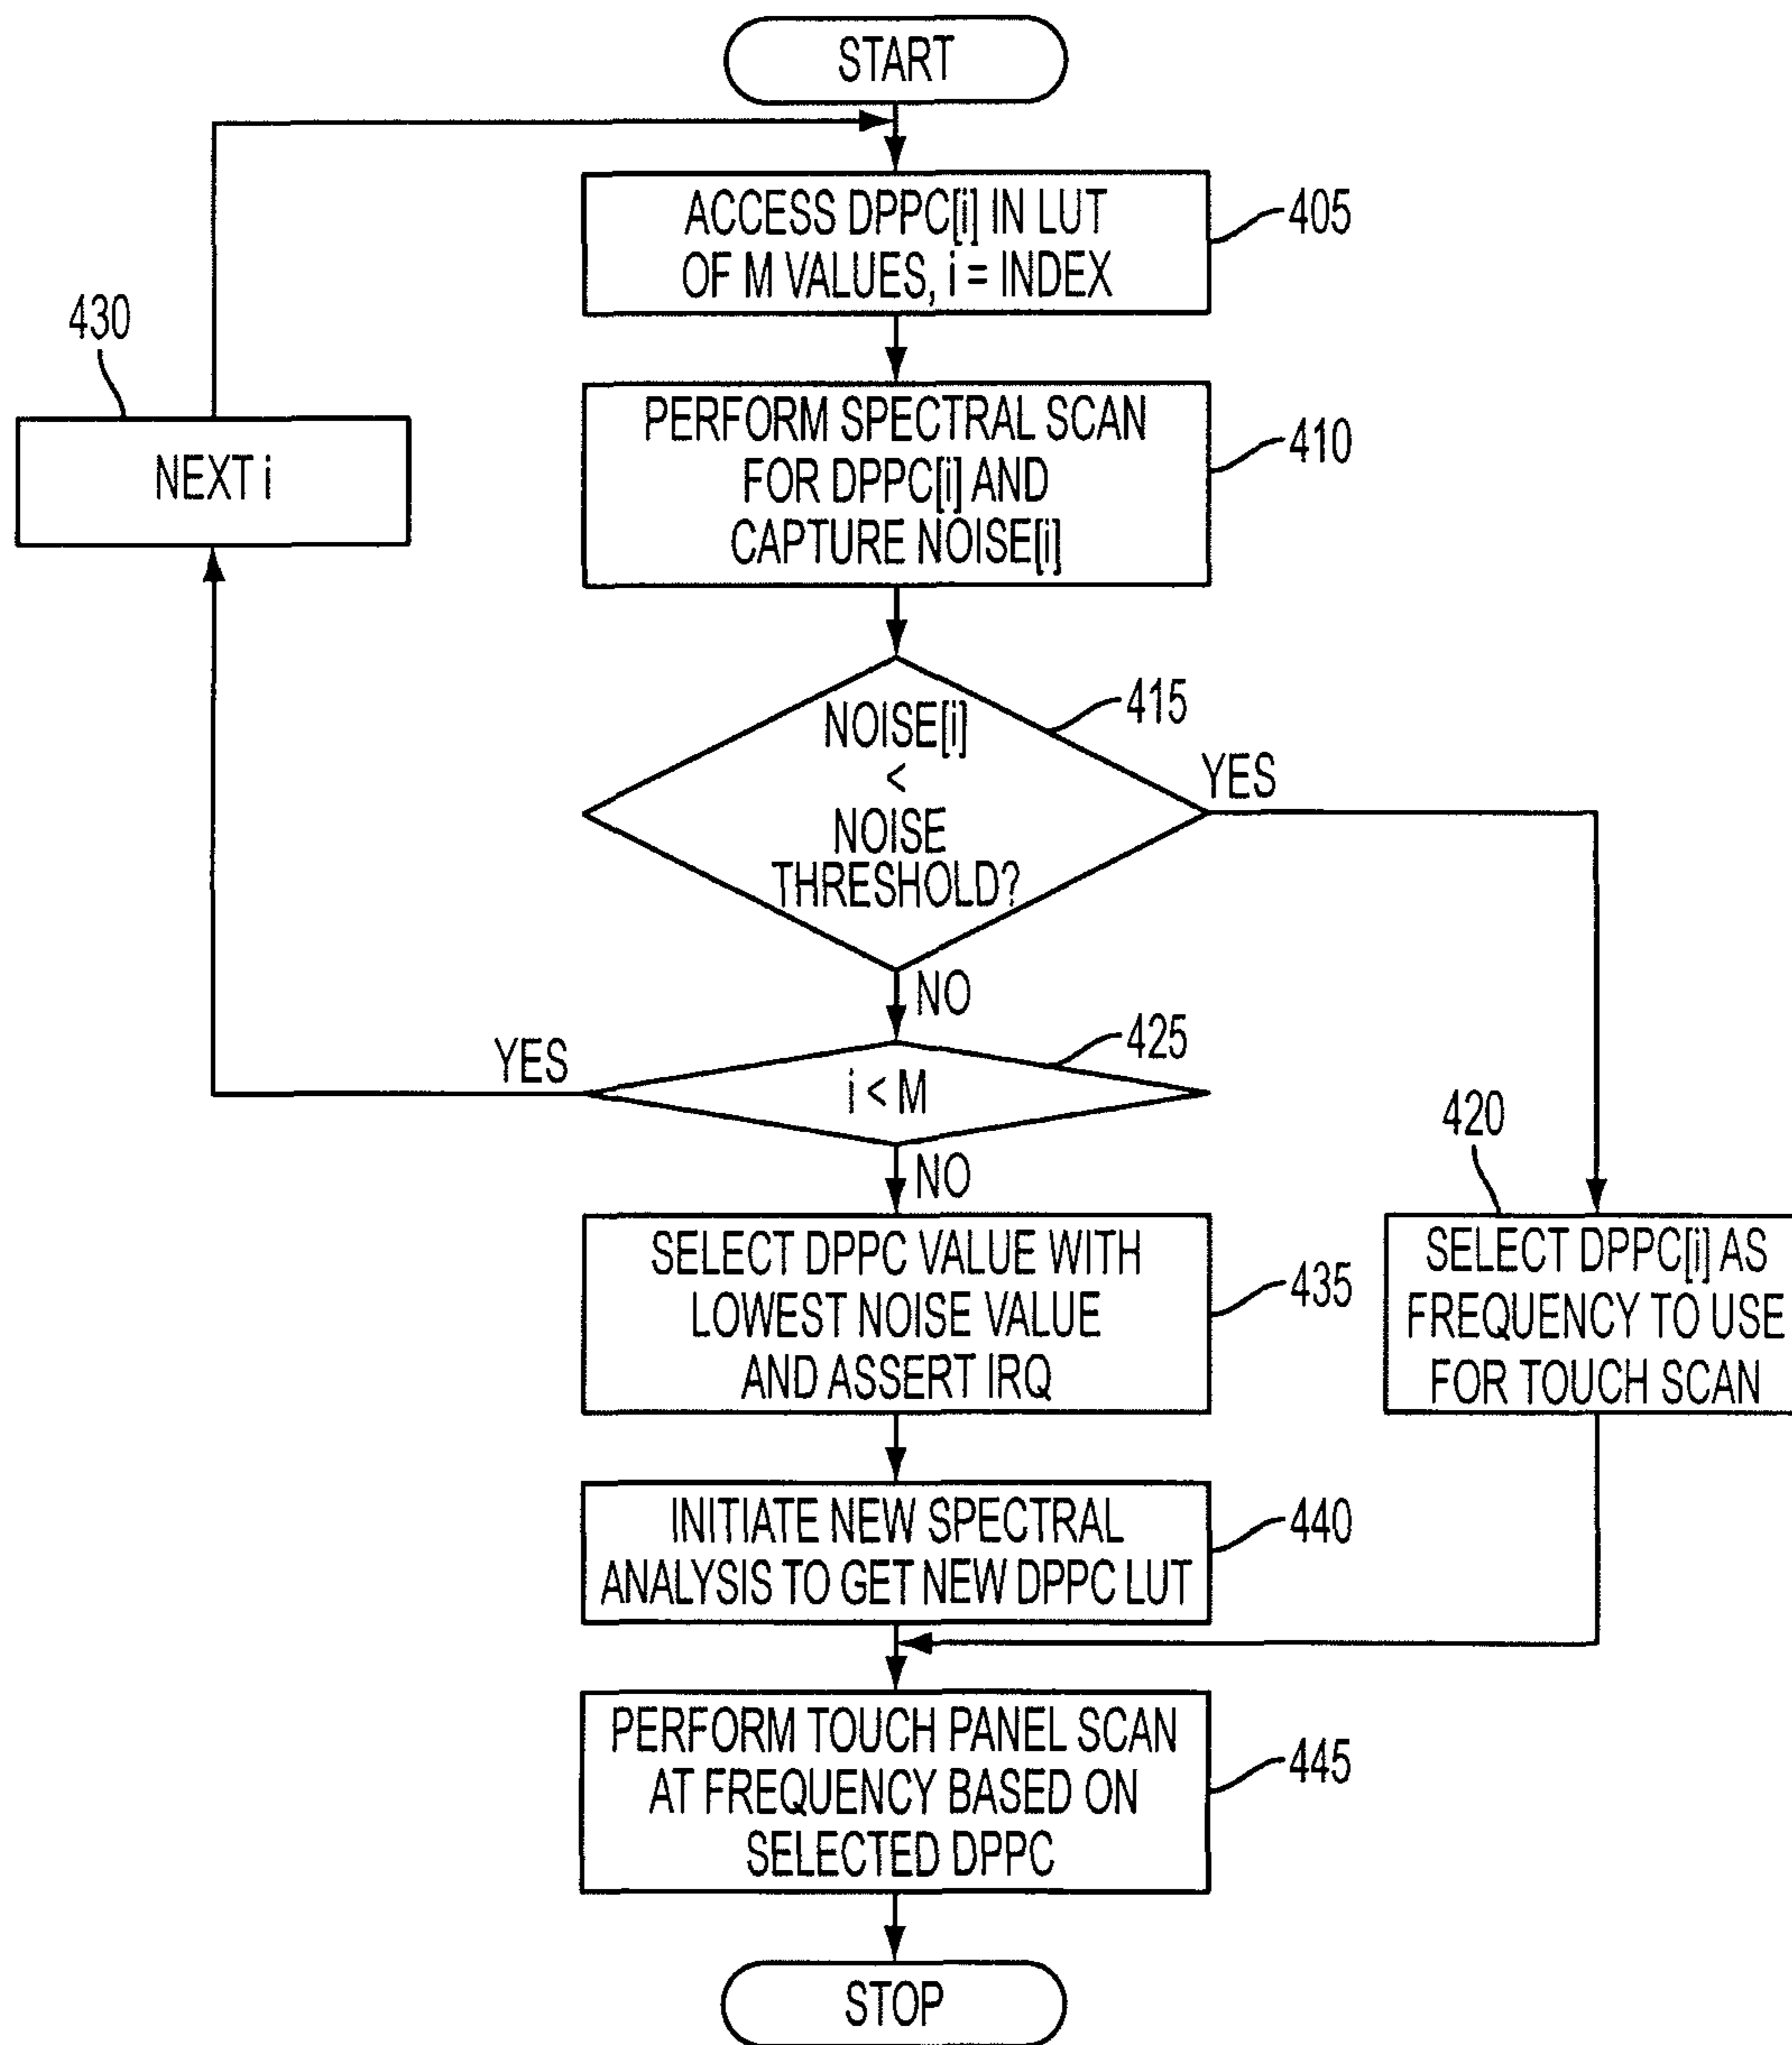 START
ACCESS DPPC[i] IN LUT
OF M VALUES, i = INDEX
405
430
NEXT i
PERFORM SPECTRAL SCAN
FOR DPPC[i] AND
CAPTURE NOISE[i]
410
NOISE[i]
<
NOISE
THRESHOLD?
415
YES
NO
425
YES
i < M
NO
420
SELECT DPPC VALUE WITH
LOWEST NOISE VALUE
AND ASSERT IRQ
435
SELECT DPPC[i] AS
FREQUENCY TO USE
FOR TOUCH SCAN
INITIATE NEW SPECTRAL
ANALYSIS TO GET NEW DPPC LUT
440
PERFORM TOUCH PANEL SCAN
AT FREQUENCY BASED ON
SELECTED DPPC
445
STOP